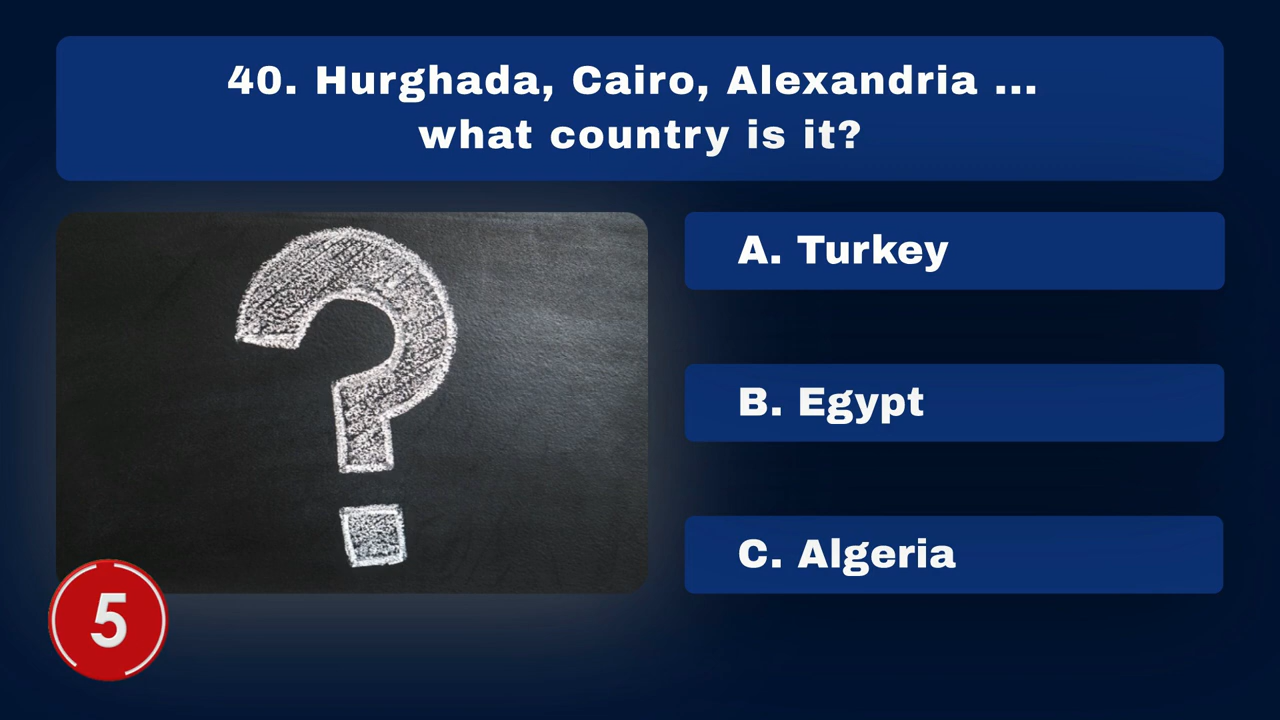 40. Hurghada, Cairo, Alexandria ...
what country is it?
A. Turkey
B. Egypt
C. Algeria
5